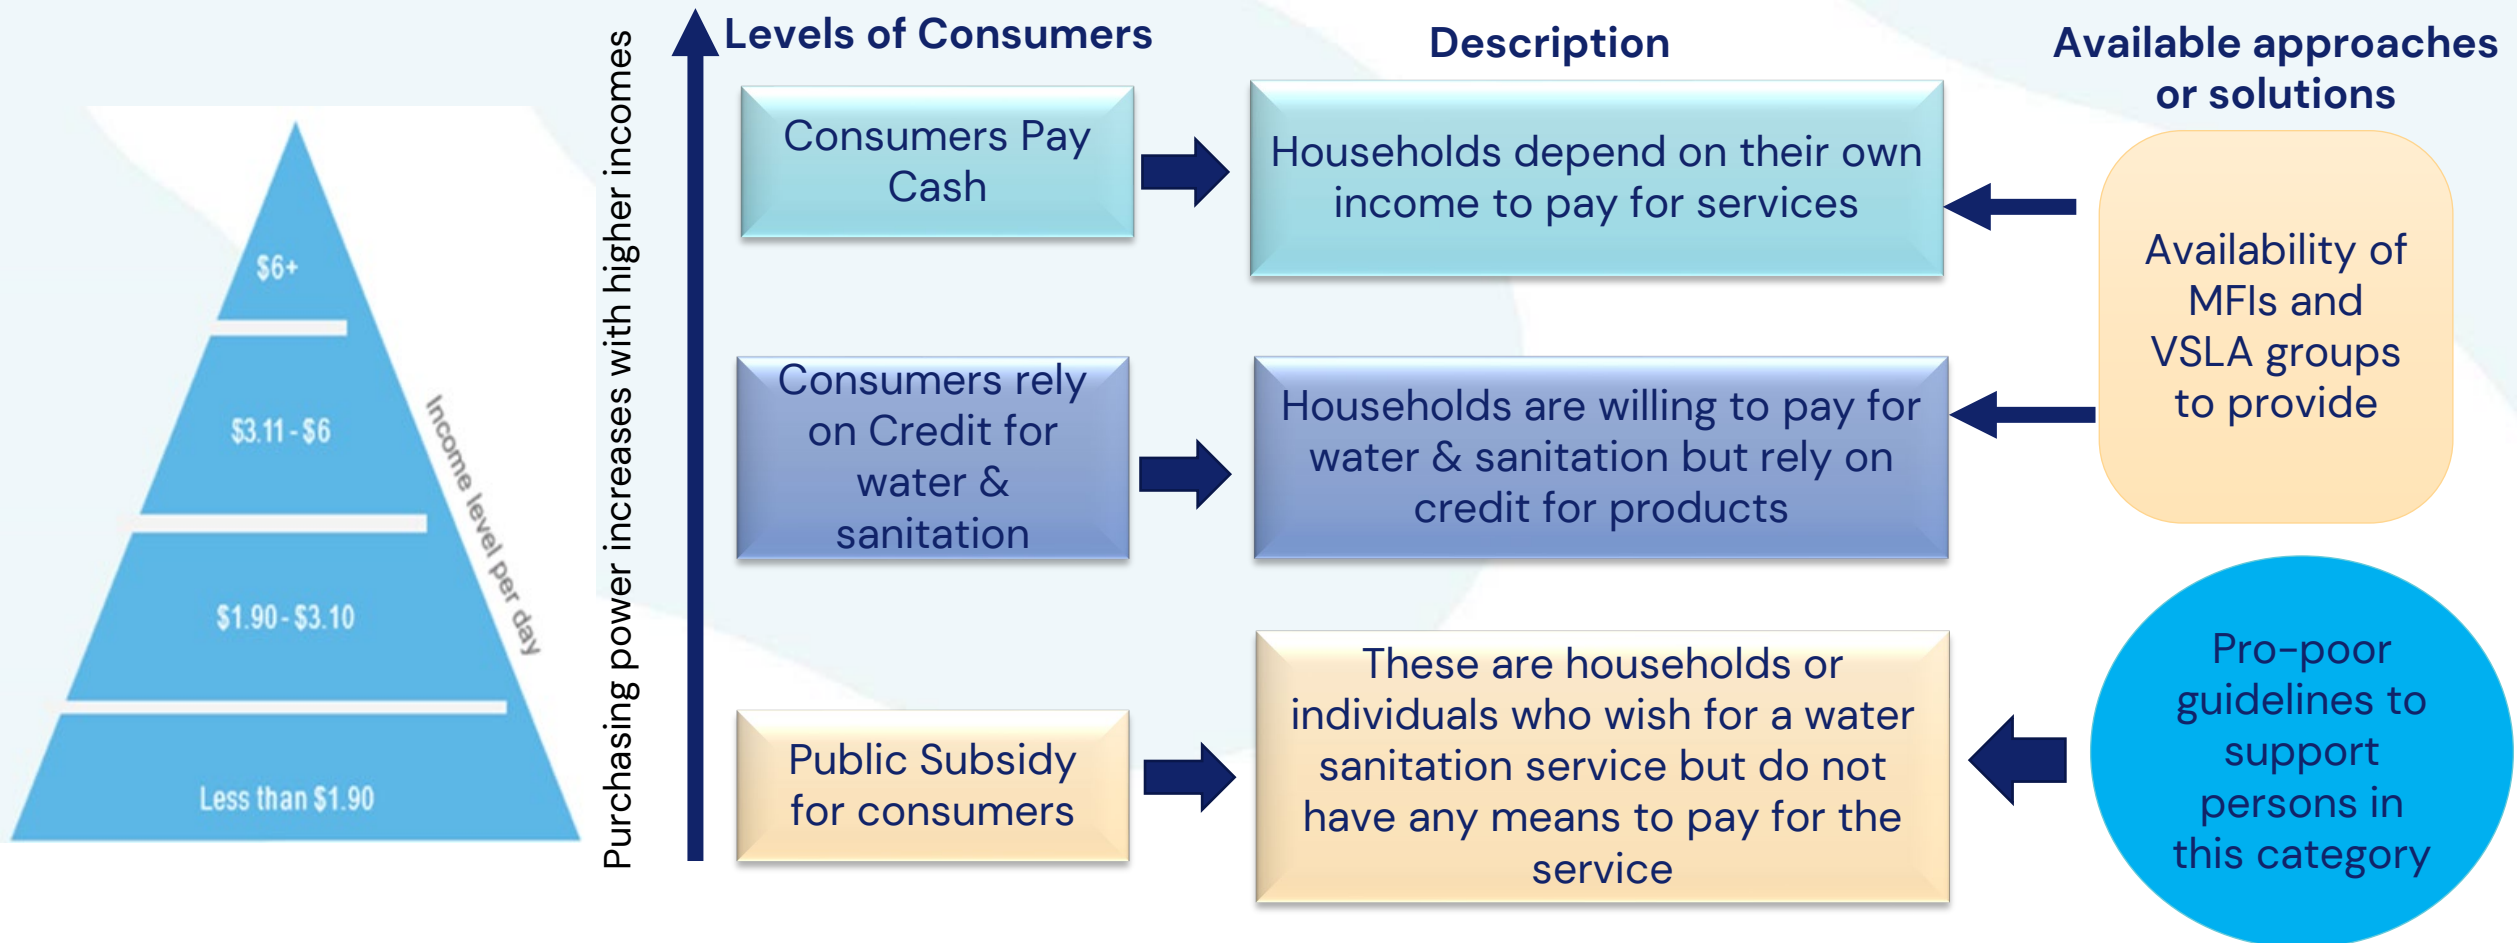 $6+
$3.11 - $6
$1.90 - $3.10
Less than $1.90
Income level per day
Purchasing power increases with higher incomes
Levels of Consumers
Description
Available approaches
or solutions
Consumers Pay
Cash
Households depend on their own
income to pay for services
Availability of
MFIs and
VSLA groups
to provide
Consumers rely
on Credit for
water &
sanitation
Households are willing to pay for
water & sanitation but rely on
credit for products
Public Subsidy
for consumers
These are households or
individuals who wish for a water
sanitation service but do not
have any means to pay for the
service
Pro-poor
guidelines to
support
persons in
this category